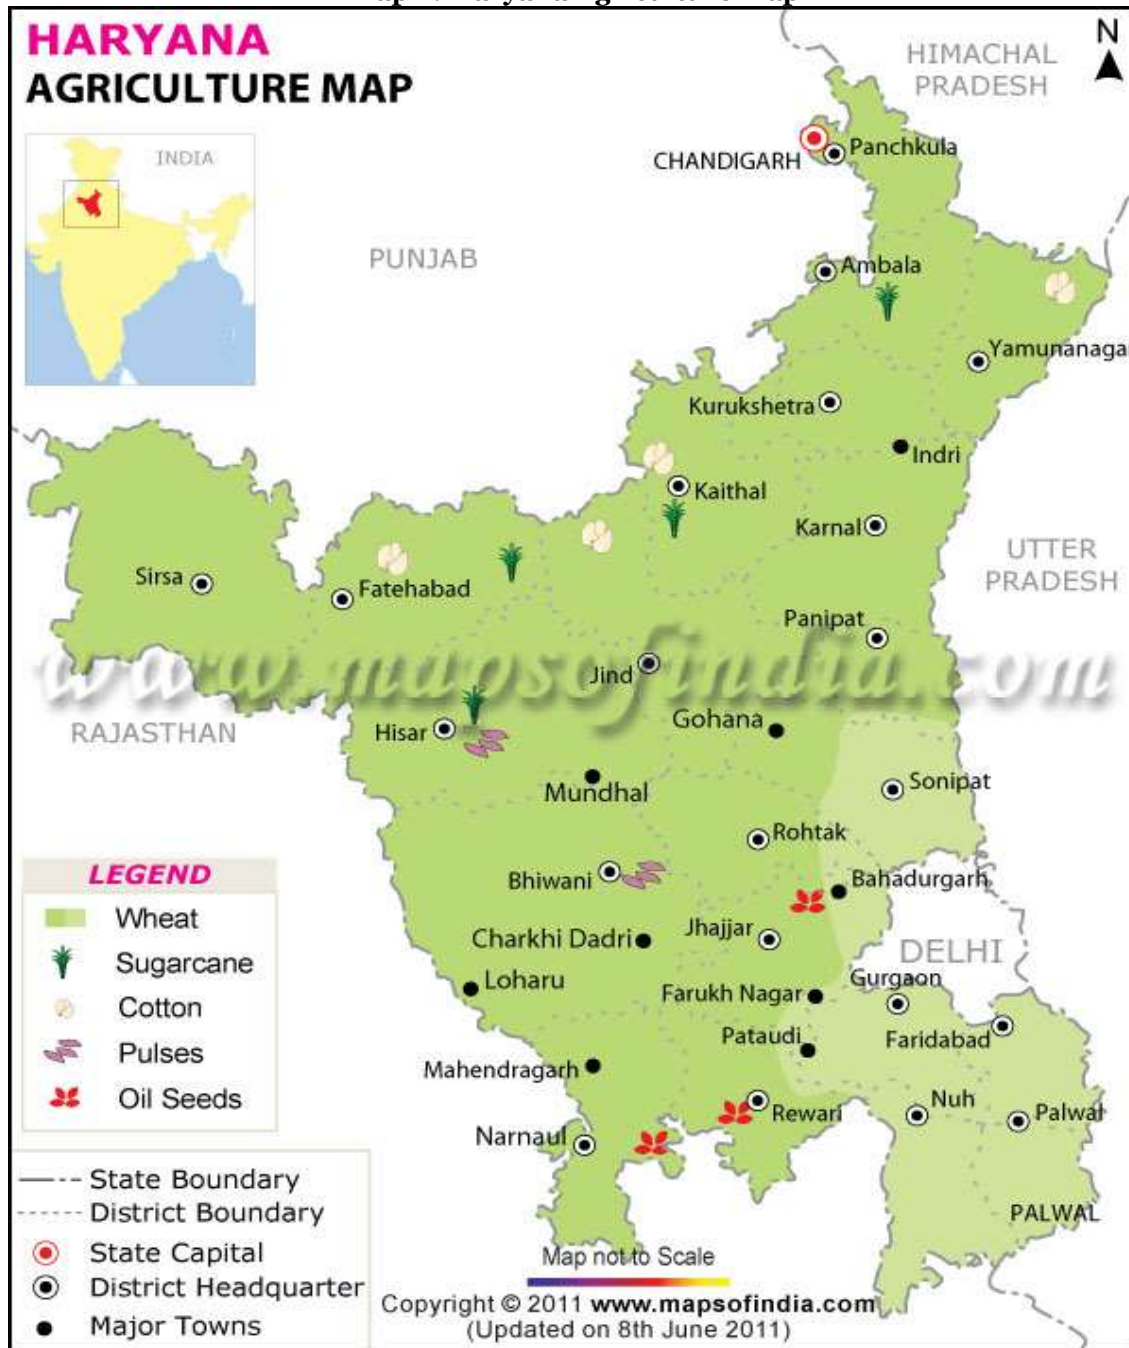 HARYANA
AGRICULTURE MAP
N
HIMACHAL
PRADESH
INDIA
CHANDIGARH
Panchkula
PUNJAB
Ambala
Yamunanagar
Kurukshetra
Indri
Kaithal
Karnal
UTTER
PRADESH
Sirsa
Fatehabad
Panipat
www.mapsofindia.com
Jind
RAJASTHAN
Hisar
Gohana
Mundhal
Sonipat
Rohtak
Bhiwani
Bahadurgarh
Charkhi Dadri
Jhajjar
DELHI
Loharu
Gurgaon
Farukh Nagar
Pataudi
Faridabad
Mahendragarh
Rewari
Nuh
Palwal
Narnaul
PALWAL
LEGEND
Wheat
Sugarcane
Cotton
Pulses
Oil Seeds
State Boundary
District Boundary
State Capital
District Headquarter
Major Towns
Map not to Scale
Copyright © 2011 www.mapsofindia.com
(Updated on 8th June 2011)